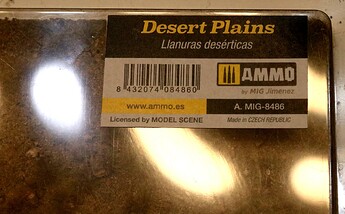 Desert Plains
Llanuras desérticas
8 432074 084860
AMMO
by MIG Jimenez
www.ammo.es
A. MIG-8486
Licensed by MODEL SCENE
Made in CZECH REPUBLIC